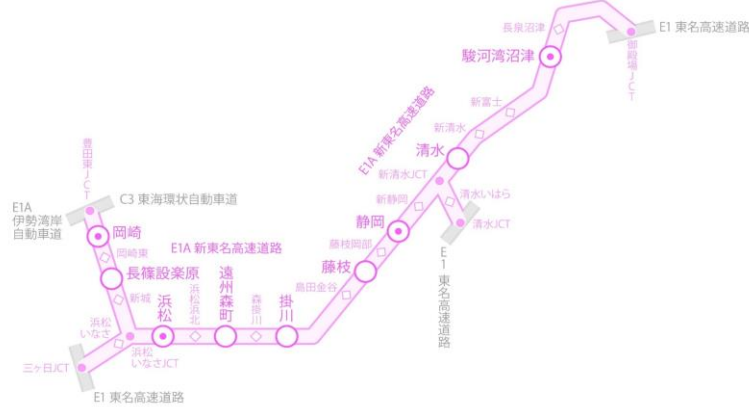 長泉沼津
E1 東名高速道路
御殿場JCT
駿河湾沼津
新富士
E1A 新東名高速道路
新清水
清水
新清水JCT
清水いはら
清水JCT
E1 東名高速道路
新静岡
静岡
藤枝岡部
藤枝
島田金谷
豊田東JCT
C3 東海環状自動車道
E1A
伊勢湾岸
自動車道
岡崎
E1A 新東名高速道路
岡崎東
長篠設楽原
新城
浜松
浜松浜北
遠州森町
森掛川
掛川
浜松
いなさ
浜松
いなさJCT
三ヶ日JCT
E1 東名高速道路